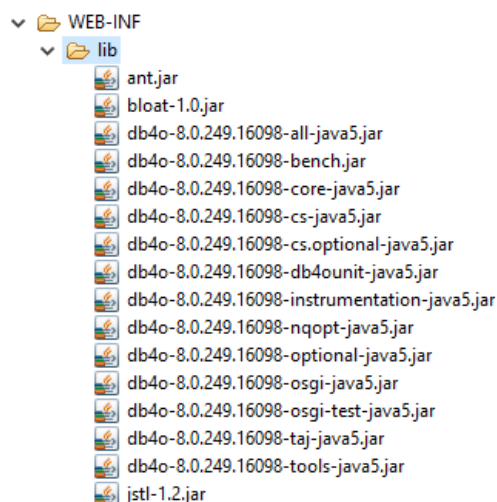 WEB-INF
lib
ant.jar
bloat-1.0.jar
db4o-8.0.249.16098-all-java5.jar
db4o-8.0.249.16098-bench.jar
db4o-8.0.249.16098-core-java5.jar
db4o-8.0.249.16098-cs-java5.jar
db4o-8.0.249.16098-cs.optional-java5.jar
db4o-8.0.249.16098-db4ounit-java5.jar
db4o-8.0.249.16098-instrumentation-java5.jar
db4o-8.0.249.16098-nqopt-java5.jar
db4o-8.0.249.16098-optional-java5.jar
db4o-8.0.249.16098-osgi-java5.jar
db4o-8.0.249.16098-osgi-test-java5.jar
db4o-8.0.249.16098-taj-java5.jar
db4o-8.0.249.16098-tools-java5.jar
jstl-1.2.jar